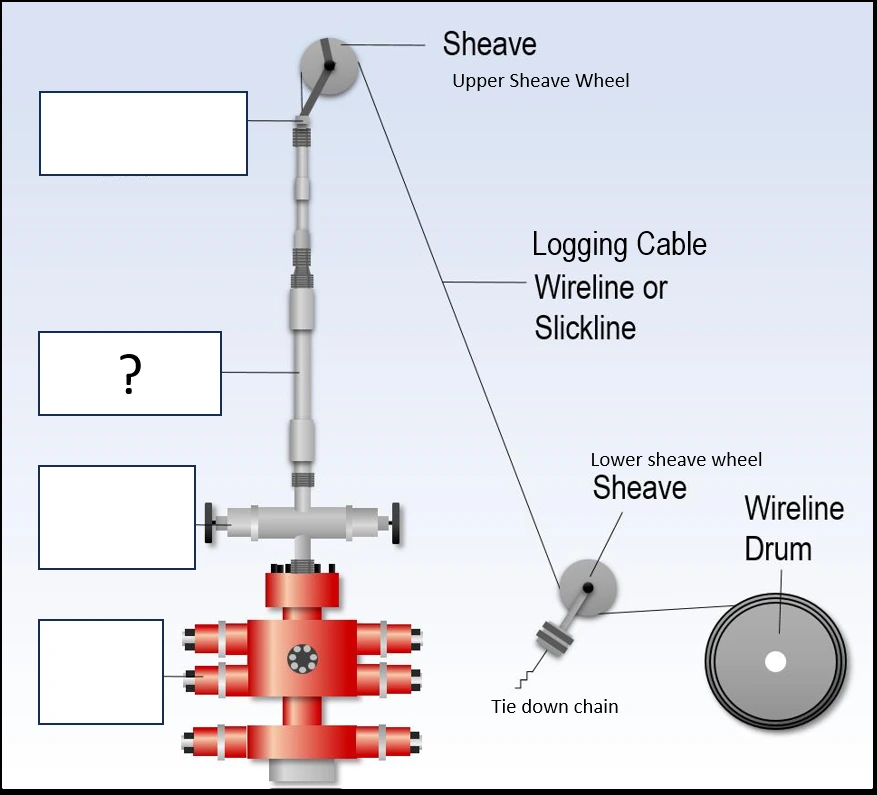 Sheave
Upper Sheave Wheel
Logging Cable
Wireline or
Slickline
?
Lower sheave wheel
Sheave
Wireline
Drum
Tie down chain